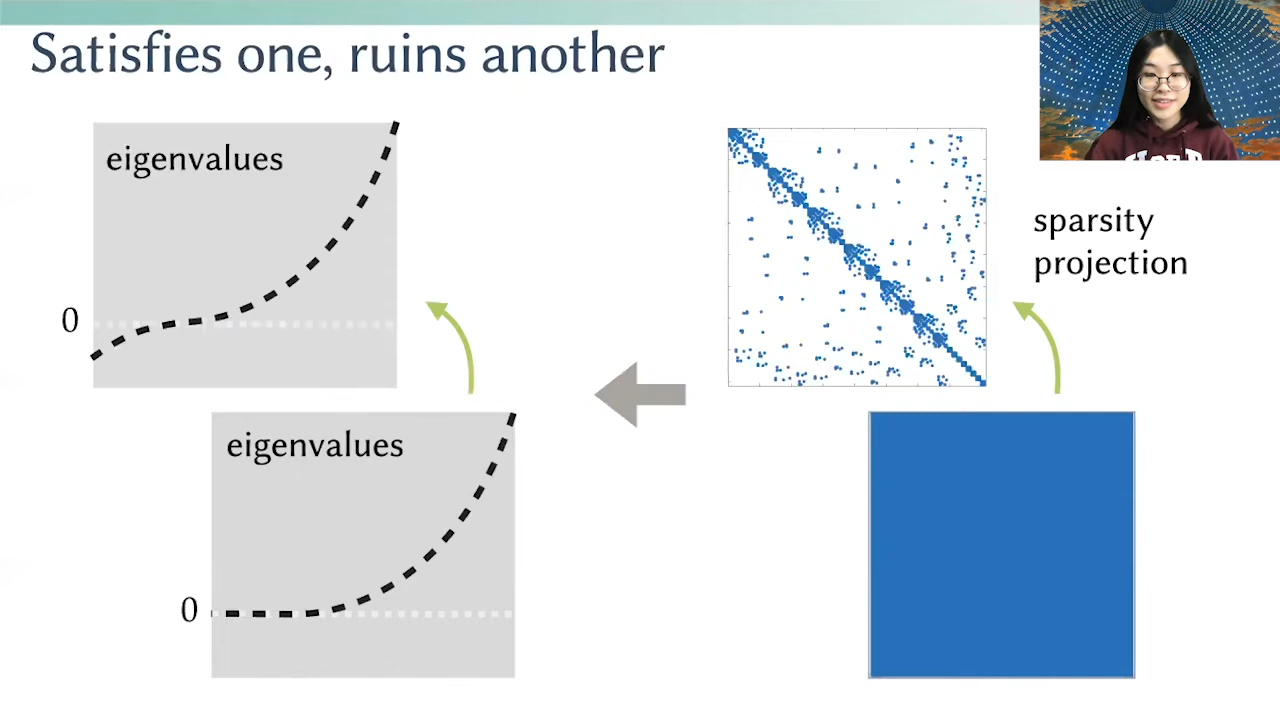 Satisfies one, ruins another
eigenvalues
0
sparsity
projection
eigenvalues
0